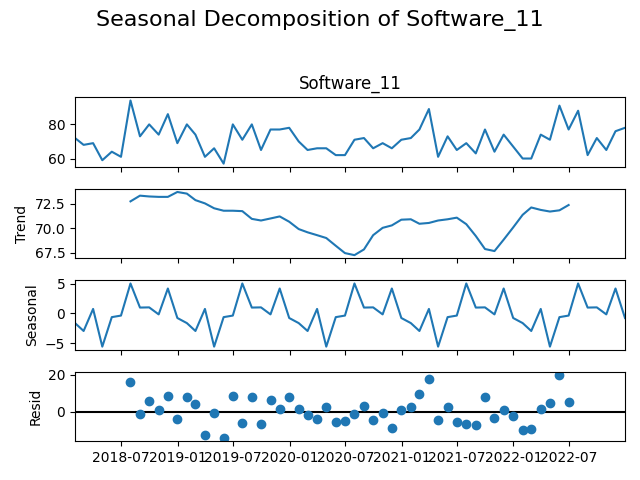 Seasonal Decomposition of Software_11
Software_11
80
60
Trend
72.5
70.0
67.5
Seasonal
5
0
−5
Resid
20
0
2018-07 2019-01 2019-07 2020-01 2020-07 2021-01 2021-07 2022-01 2022-07